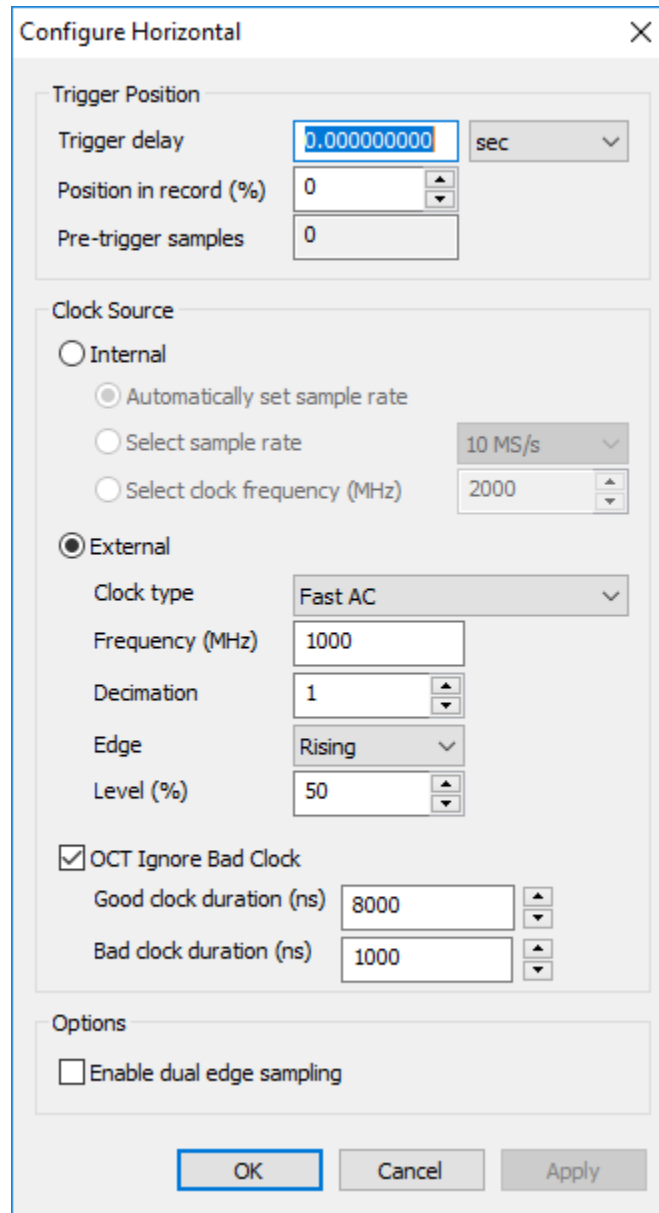 Configure Horizontal
Trigger Position
Trigger delay 0.000000000 sec
Position in record (%) 0
Pre-trigger samples 0
Clock Source
Internal
Automatically set sample rate
Select sample rate 10 MS/s
Select clock frequency (MHz) 2000
External
Clock type Fast AC
Frequency (MHz) 1000
Decimation 1
Edge Rising
Level (%) 50
OCT Ignore Bad Clock
Good clock duration (ns) 8000
Bad clock duration (ns) 1000
Options
Enable dual edge sampling
OK Cancel Apply